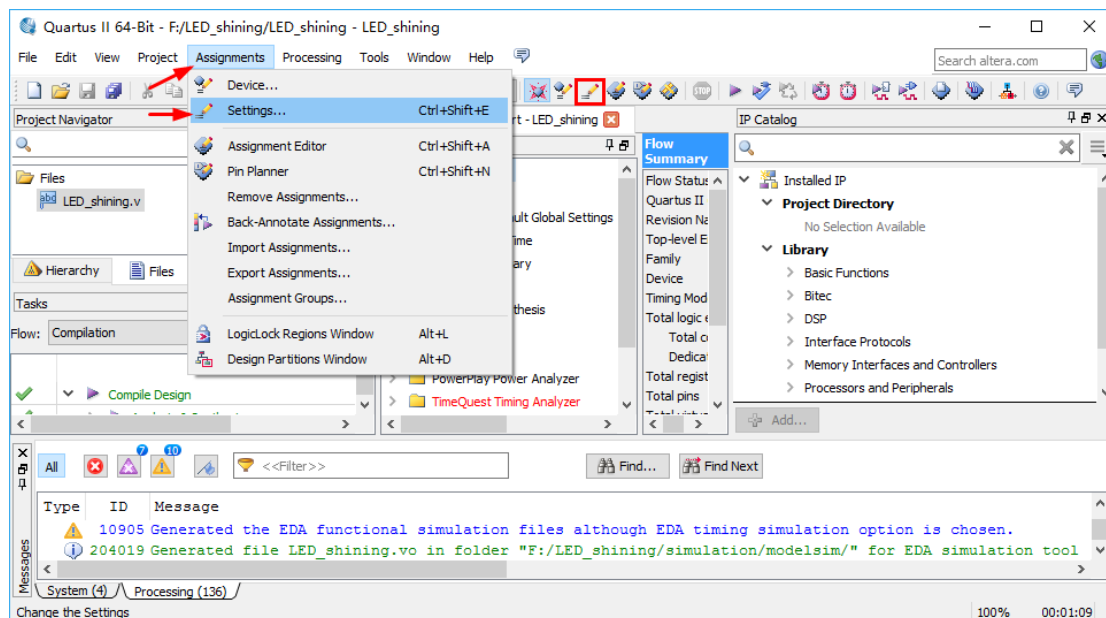 Quartus II 64-Bit - F:/LED_shining/LED_shining - LED_shining
File Edit View Project Assignments Processing Tools Window Help
Search altera.com
Device...
Settings... Ctrl+Shift+E
Assignment Editor Ctrl+Shift+A
Pin Planner Ctrl+Shift+N
Remove Assignments...
Back-Annotate Assignments...
Import Assignments...
Export Assignments...
Assignment Groups...
LogicLock Regions Window Alt+L
Design Partitions Window Alt+D
STOP
Project Navigator
Files
abd LED_shining.v
Hierarchy Files
Tasks
Flow: Compilation
Compile Design
rt - LED_shining
ult Global Settings
ime
ary
thesis
PowerPlay Power Analyzer
TimeQuest Timing Analyzer
Flow
Summary
Flow Status
Quartus II
Revision Na
Top-level E
Family
Device
Timing Mod
Total logic e
Total co
Dedica
Total regist
Total pins
IP Catalog
Installed IP
Project Directory
No Selection Available
Library
Basic Functions
Bitec
DSP
Interface Protocols
Memory Interfaces and Controllers
Processors and Peripherals
Add...
All 7 10 <<Filter>> Find... Find Next
Type ID Message
10905 Generated the EDA functional simulation files although EDA timing simulation option is chosen.
204019 Generated file LED_shining.vo in folder "F:/LED_shining/simulation/modelsim/" for EDA simulation tool
Messages
System (4) Processing (136)
Change the Settings 100% 00:01:09